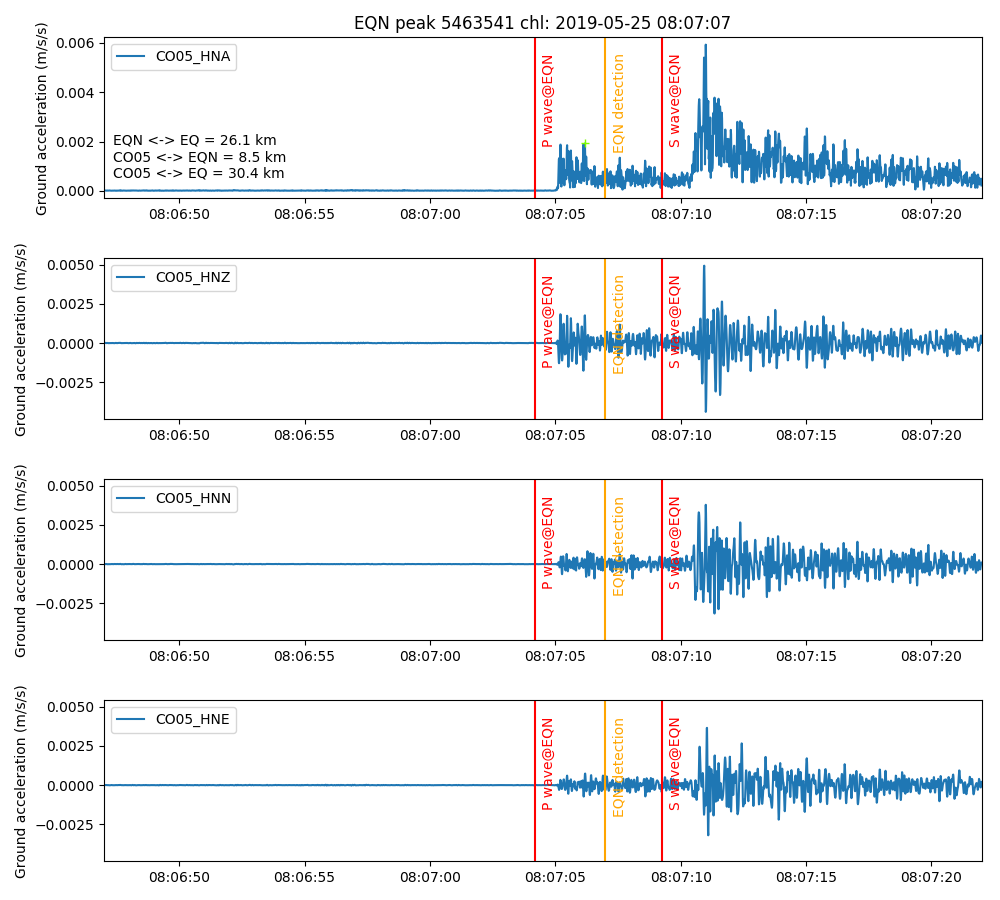 EQN peak 5463541 chl: 2019-05-25 08:07:07
Ground acceleration (m/s/s)
0.006
0.004
0.002
0.000
CO05_HNA
EQN <-> EQ = 26.1 km
CO05 <-> EQN = 8.5 km
CO05 <-> EQ = 30.4 km
P wave@EQN
EQN detection
S wave@EQN
08:06:50 08:06:55 08:07:00 08:07:05 08:07:10 08:07:15 08:07:20
Ground acceleration (m/s/s)
0.0050
0.0025
0.0000
−0.0025
CO05_HNZ
P wave@EQN
EQN detection
S wave@EQN
08:06:50 08:06:55 08:07:00 08:07:05 08:07:10 08:07:15 08:07:20
Ground acceleration (m/s/s)
0.0050
0.0025
0.0000
−0.0025
CO05_HNN
P wave@EQN
EQN detection
S wave@EQN
08:06:50 08:06:55 08:07:00 08:07:05 08:07:10 08:07:15 08:07:20
Ground acceleration (m/s/s)
0.0050
0.0025
0.0000
−0.0025
CO05_HNE
P wave@EQN
EQN detection
S wave@EQN
08:06:50 08:06:55 08:07:00 08:07:05 08:07:10 08:07:15 08:07:20